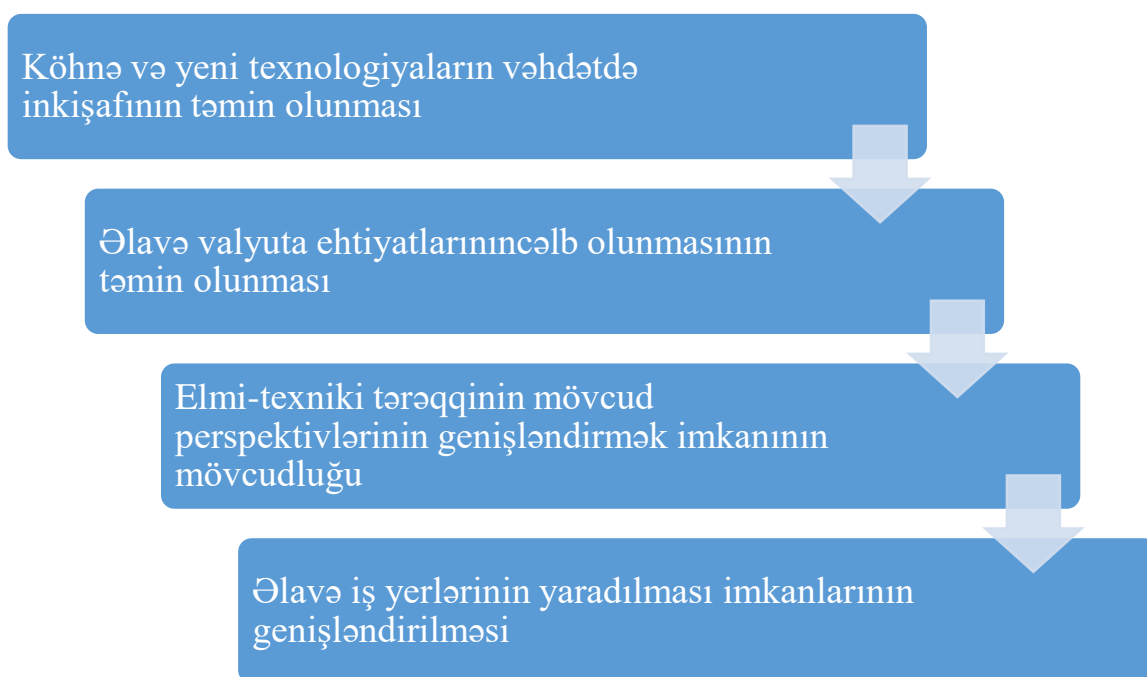 Köhnə və yeni texnologiyaların vəhdətdə
inkişafının təmin olunması
Əlavə valyuta ehtiyatlarınıncəlb olunmasının
təmin olunması
Elmi-texniki tərəqqinin mövcud
perspektivlərinin genişləndirmək imkanının
mövcudluğu
Əlavə iş yerlərinin yaradılması imkanlarının
genişləndirilməsi